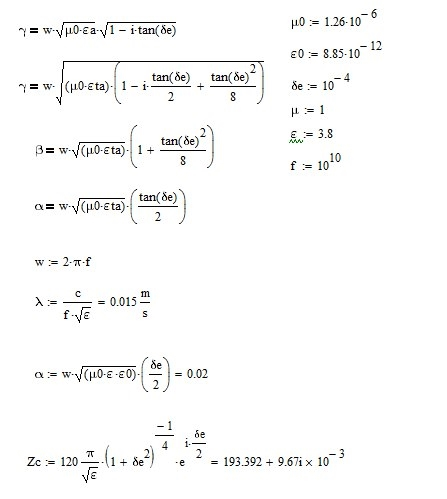 γ = w·√(μ0·εa)·√(1 − i·tan(δe))
γ = w·√((μ0·εta)·(1 − i·tan(δe)/2 + tan(δe)²/8))
β = w·√((μ0·εta))·(1 + tan(δe)²/8)
α = w·√((μ0·εta))·(tan(δe)/2)
w := 2·π·f
λ := c/(f·√ε) = 0.015 m/s
α := w·√((μ0·ε·ε0))·(δe/2) = 0.02
Zc := 120 π/√ε·(1 + δe²)^(−1/4)·e^(i·δe/2) = 193.392 + 9.67i × 10⁻³
μ0 := 1.26·10⁻⁶
ε0 := 8.85·10⁻¹²
δe := 10⁻⁴
μ := 1
ε := 3.8
f := 10¹⁰